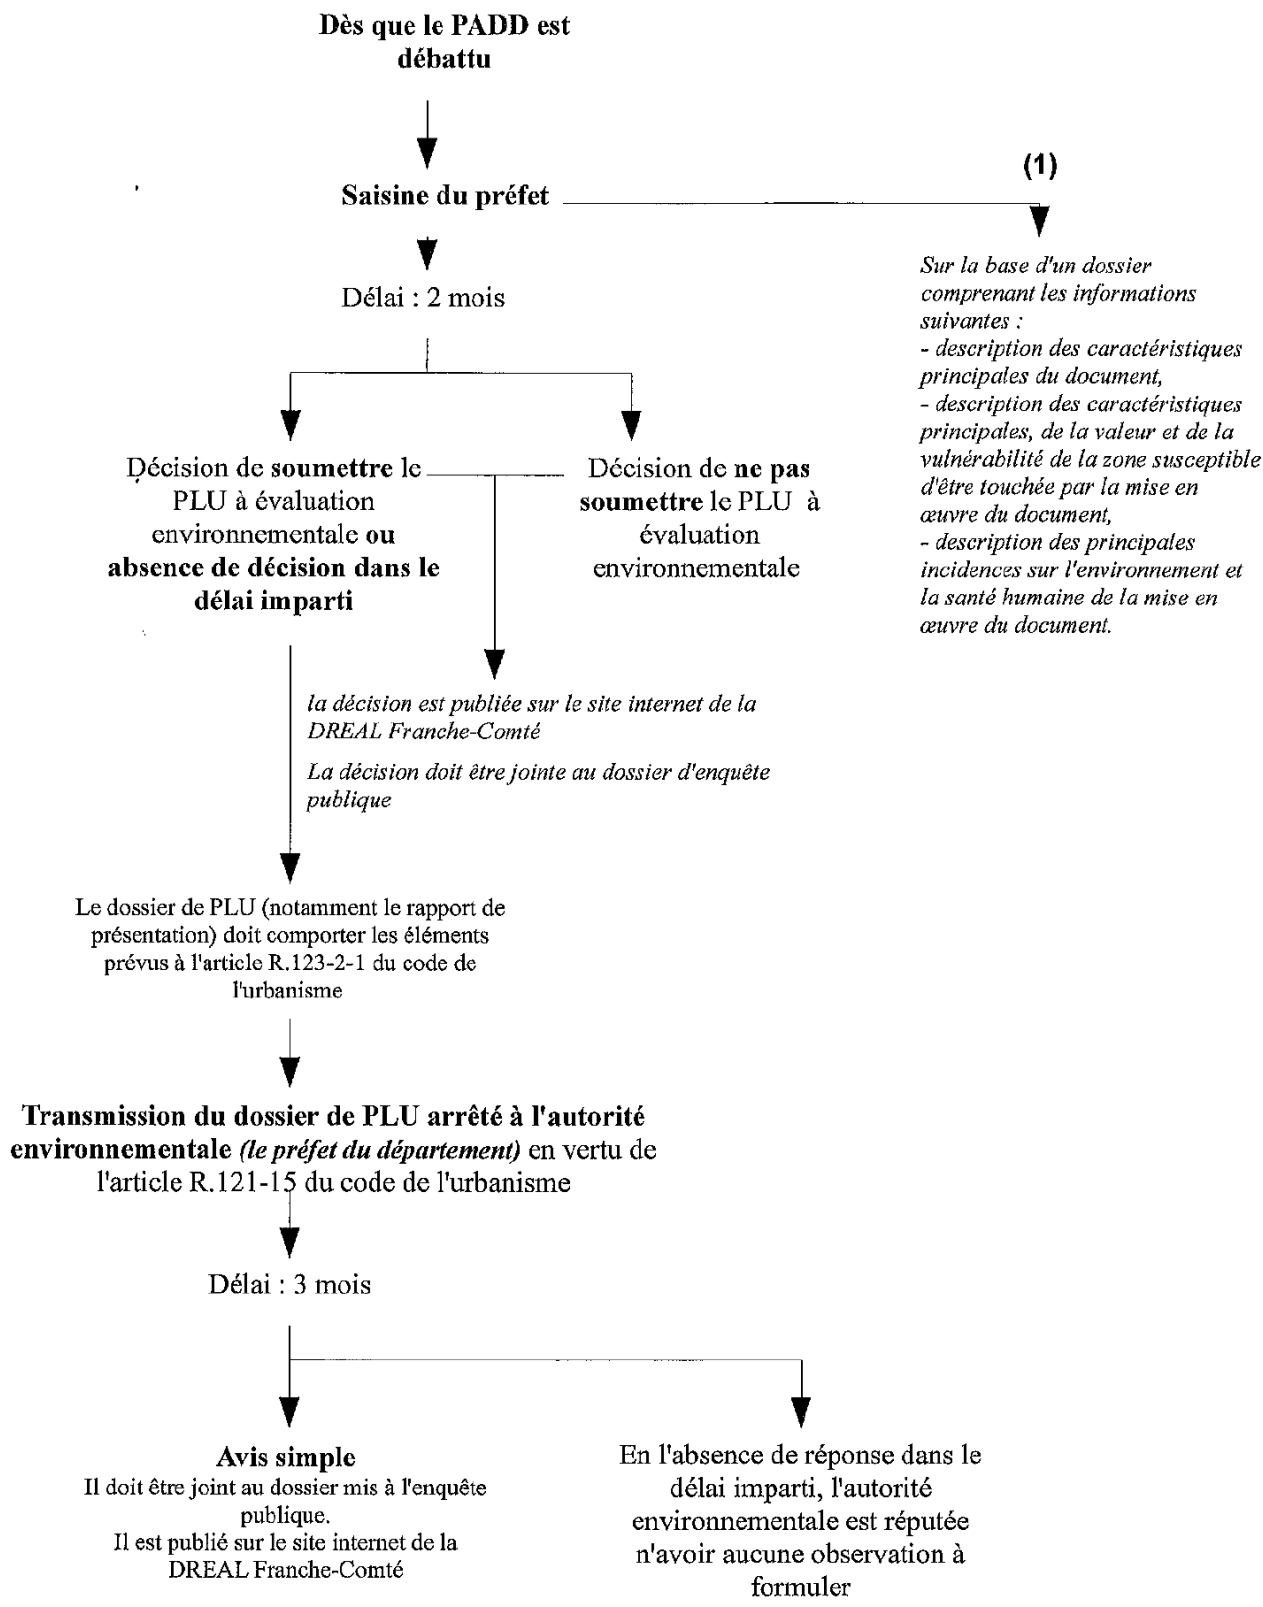 Dès que le PADD est
débattu
Saisine du préfet
(1)
Délai : 2 mois
Sur la base d'un dossier
comprenant les informations
suivantes :
- description des caractéristiques
principales du document,
- description des caractéristiques
principales, de la valeur et de la
vulnérabilité de la zone susceptible
d'être touchée par la mise en
œuvre du document,
- description des principales
incidences sur l'environnement et
la santé humaine de la mise en
œuvre du document.
Décision de soumettre le
PLU à évaluation
environnementale ou
absence de décision dans le
délai imparti
Décision de ne pas
soumettre le PLU à
évaluation
environnementale
la décision est publiée sur le site internet de la
DREAL Franche-Comté
La décision doit être jointe au dossier d'enquête
publique
Le dossier de PLU (notamment le rapport de
présentation) doit comporter les éléments
prévus à l'article R.123-2-1 du code de
l'urbanisme
Transmission du dossier de PLU arrêté à l'autorité
environnementale (le préfet du département) en vertu de
l'article R.121-15 du code de l'urbanisme
Délai : 3 mois
Avis simple
Il doit être joint au dossier mis à l'enquête
publique.
Il est publié sur le site internet de la
DREAL Franche-Comté
En l'absence de réponse dans le
délai imparti, l'autorité
environnementale est réputée
n'avoir aucune observation à
formuler